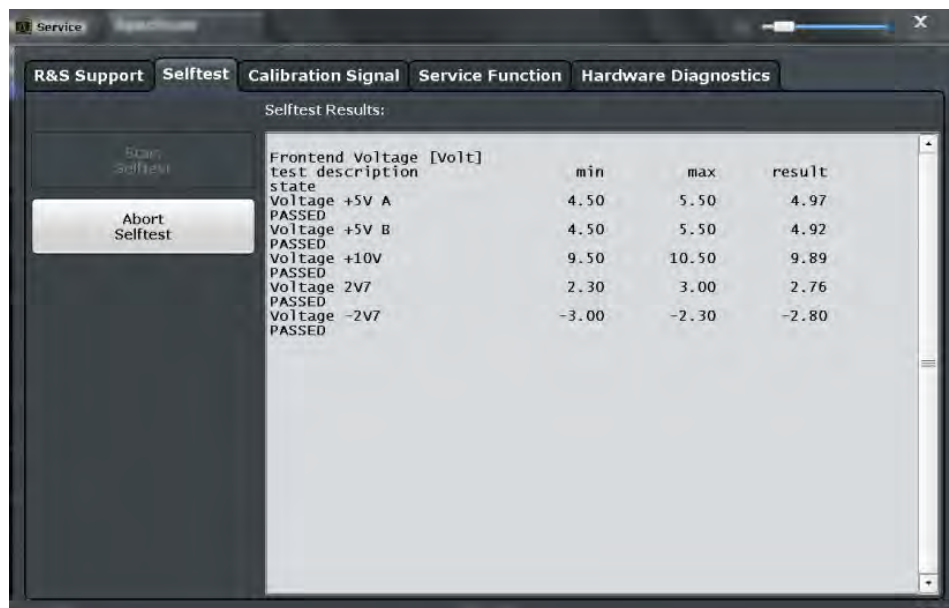 Service
Spectrum
X
R&S Support Selftest Calibration Signal Service Function Hardware Diagnostics
Selftest Results:
Start
Selftest
Abort
Selftest
Frontend Voltage [Volt]
test description min max result
state
Voltage +5V A 4.50 5.50 4.97
PASSED
Voltage +5V B 4.50 5.50 4.92
PASSED
Voltage +10V 9.50 10.50 9.89
PASSED
Voltage 2V7 2.30 3.00 2.76
PASSED
Voltage -2V7 -3.00 -2.30 -2.80
PASSED